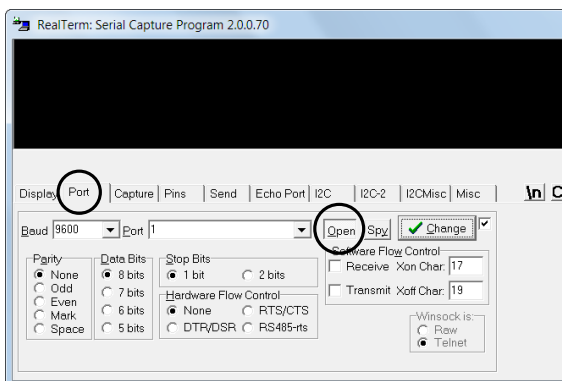 RealTerm: Serial Capture Program 2.0.0.70
Display Port Capture Pins Send Echo Port I2C I2C-2 I2CMisc Misc \n C
Baud 9600 Port 1 Open Spy Change
Parity Data Bits Stop Bits Software Flow Control
None 8 bits 1 bit 2 bits Receive Xon Char: 17
Odd 7 bits Hardware Flow Control Transmit Xoff Char: 19
Even 6 bits None RTS/CTS
Mark 5 bits DTR/DSR RS485-rts
Space
Winsock is:
Raw
Telnet